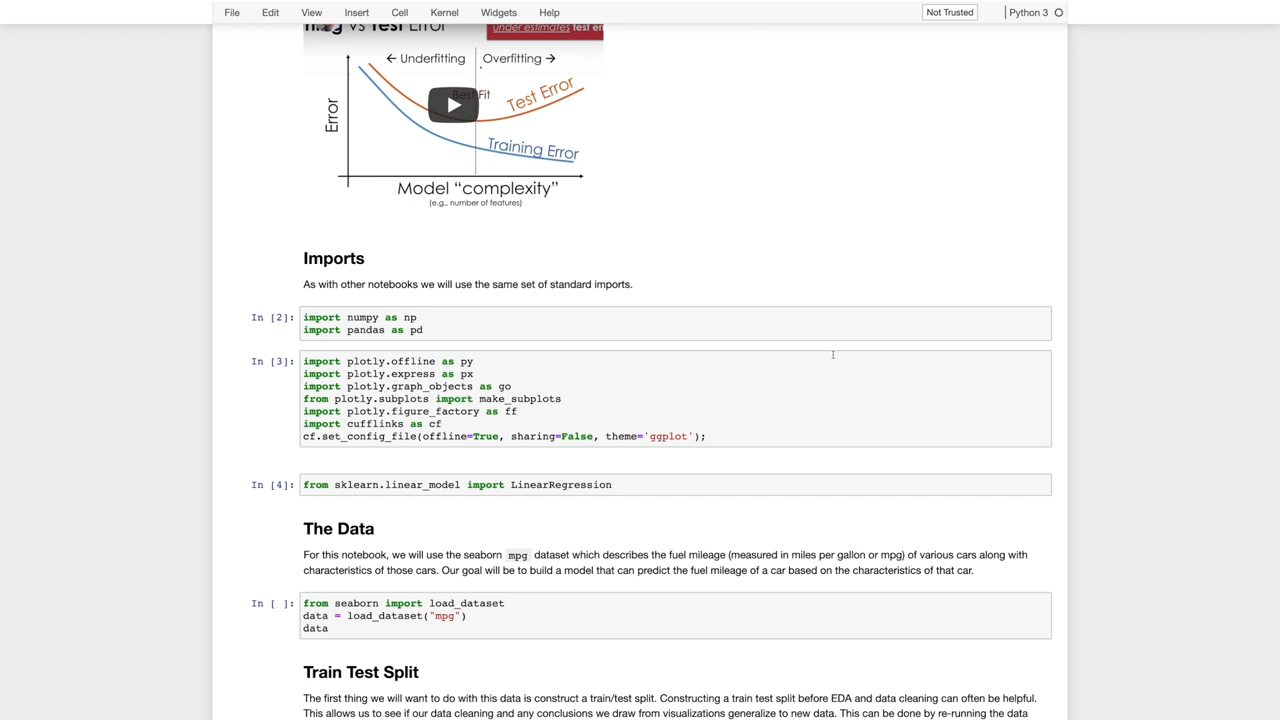 File Edit View Insert Cell Kernel Widgets Help Not Trusted Python 3
vs Test Error
under estimates test
← Underfitting Overfitting →
Best Fit
Test Error
Error
Training Error
Model “complexity”
(e.g., number of features)
Imports
As with other notebooks we will use the same set of standard imports.
In [2]: import numpy as np
import pandas as pd
In [3]: import plotly.offline as py
import plotly.express as px
import plotly.graph_objects as go
from plotly.subplots import make_subplots
import plotly.figure_factory as ff
import cufflinks as cf
cf.set_config_file(offline=True, sharing=False, theme='ggplot');
In [4]: from sklearn.linear_model import LinearRegression
The Data
For this notebook, we will use the seaborn mpg dataset which describes the fuel mileage (measured in miles per gallon or mpg) of various cars along with
characteristics of those cars. Our goal will be to build a model that can predict the fuel mileage of a car based on the characteristics of that car.
In [ ]: from seaborn import load_dataset
data = load_dataset("mpg")
data
Train Test Split
The first thing we will want to do with this data is construct a train/test split. Constructing a train test split before EDA and data cleaning can often be helpful.
This allows us to see if our data cleaning and any conclusions we draw from visualizations generalize to new data. This can be done by re-running the data